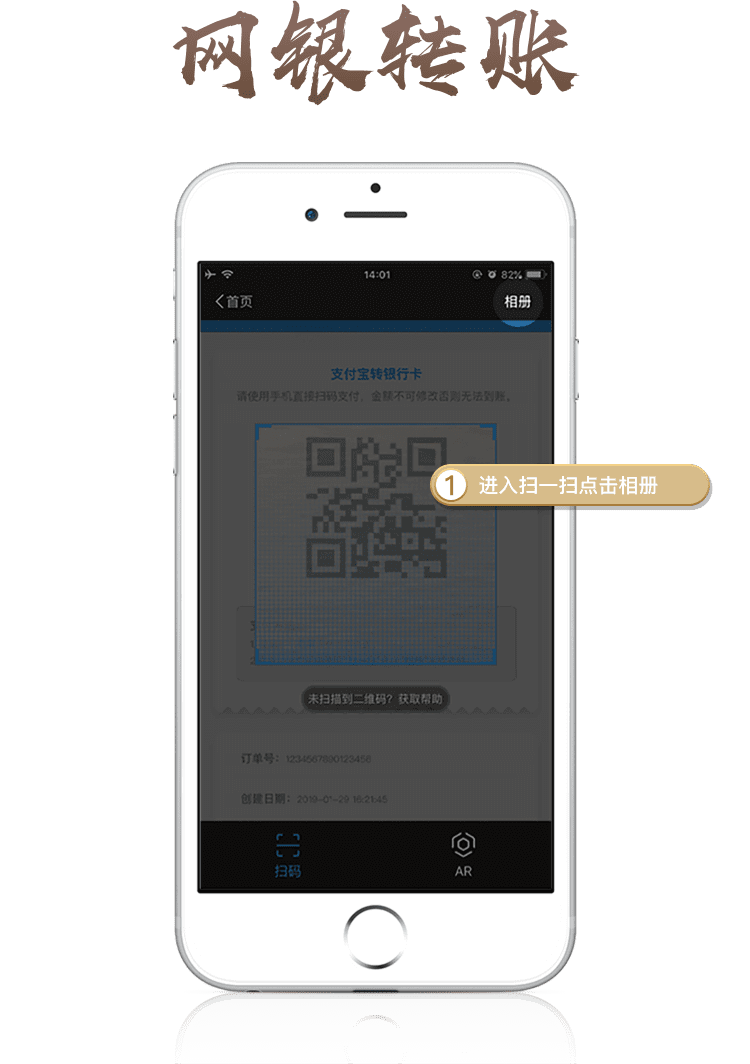 网银转账
14:01
82%
首页
相册
支付宝转银行卡
请使用手机直接扫码支付，金额不可修改否则无法到账。
1 进入扫一扫点击相册
未扫描到二维码？获取帮助
订单号：1234567890123456
创建日期：
16:21:45
扫码
AR